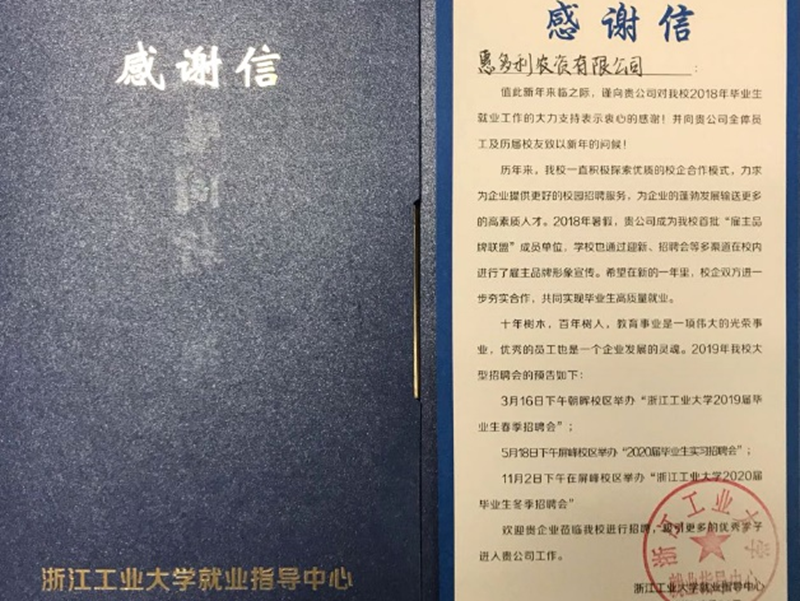 感谢信
浙江工业大学就业指导中心
感谢信
惠多利农资有限公司：
值此新年来临之际，谨向贵公司对我校2018年毕业生
就业工作的大力支持表示衷心的感谢！并向贵公司全体员
工及历届校友致以新年的问候！
历年来，我校一直积极探索优质的校企合作模式，力求
为企业提供更好的校园招聘服务，为企业的蓬勃发展输送更多
的高素质人才。2018年暑假，贵公司成为我校首批“雇主品
牌联盟”成员单位，学校也通过迎新、招聘会等多渠道在校内
进行了雇主品牌形象宣传。希望在新的一年里，校企双方进一
步夯实合作，共同实现毕业生高质量就业。
十年树木，百年树人，教育事业是一项伟大的光荣事
业，优秀的员工也是一个企业发展的灵魂。2019年我校大
型招聘会的预告如下：
3月16日下午朝晖校区举办“浙江工业大学2019届毕
业生春季招聘会”；
5月18日下午屏峰校区举办“2020届毕业生实习招聘会”；
11月2日下午在屏峰校区举办“浙江工业大学2020届
毕业生冬季招聘会”
欢迎贵企业莅临我校进行招聘，吸引更多的优秀学子
进入贵公司工作。
浙江工业大学就业指导中心
浙江工业大学
就业指导中心